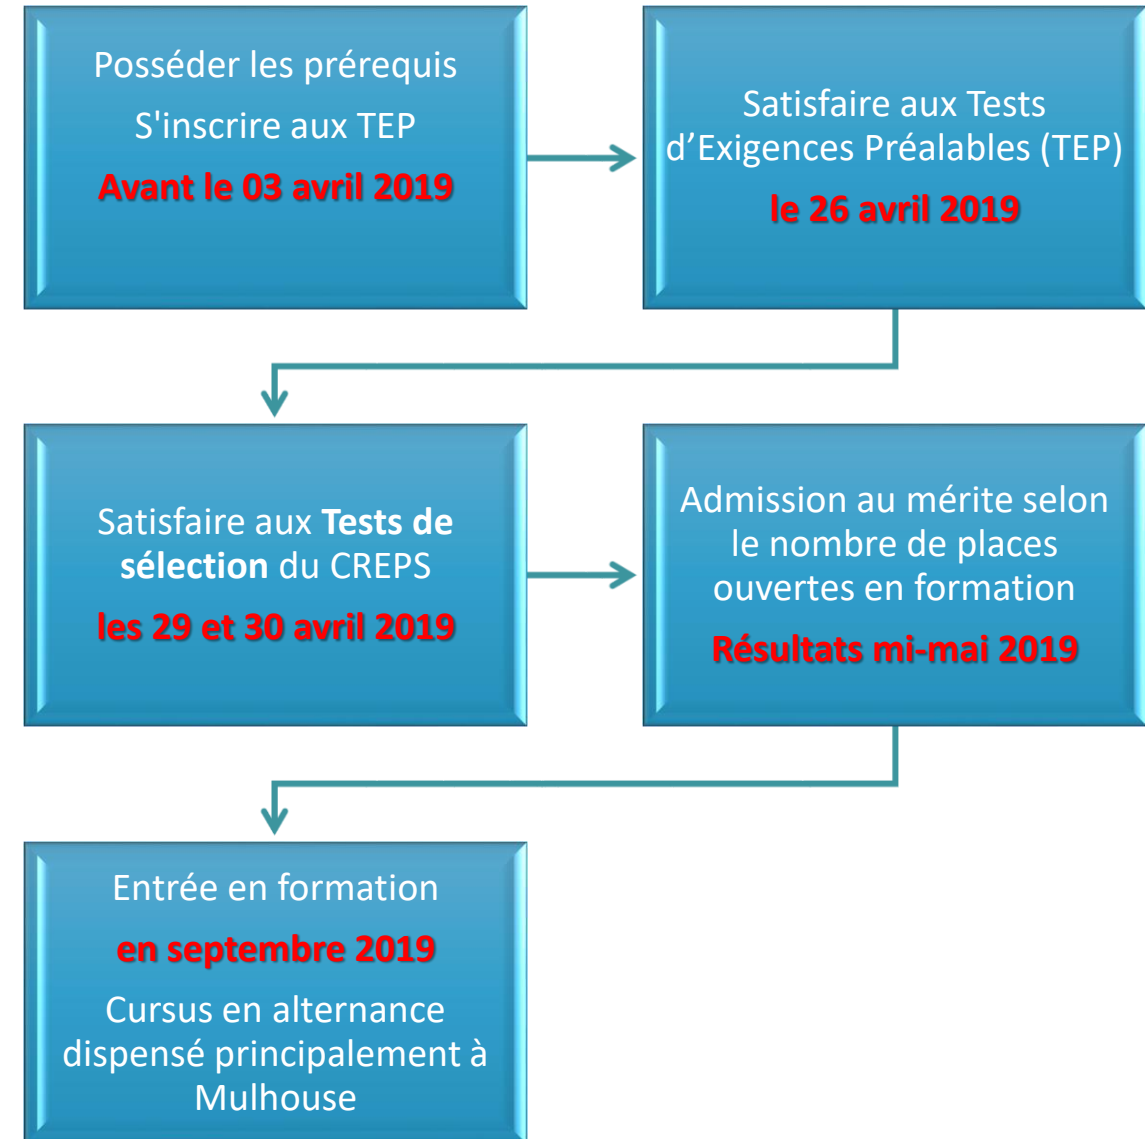 Posséder les prérequis
S'inscrire aux TEP
Avant le 03 avril 2019
Satisfaire aux Tests
d’Exigences Préalables (TEP)
le 26 avril 2019
Satisfaire aux Tests de
sélection du CREPS
les 29 et 30 avril 2019
Admission au mérite selon
le nombre de places
ouvertes en formation
Résultats mi-mai 2019
Entrée en formation
en septembre 2019
Cursus en alternance
dispensé principalement à
Mulhouse